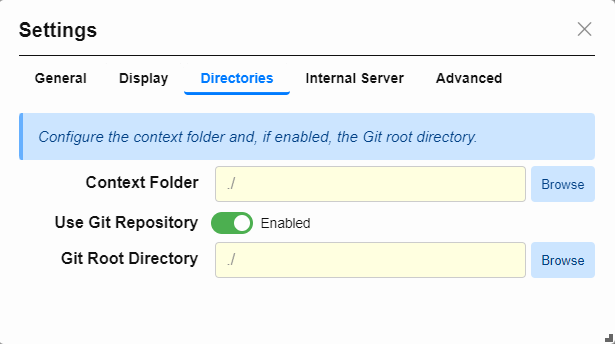 Settings
General Display Directories Internal Server Advanced
Configure the context folder and, if enabled, the Git root directory.
Context Folder ./ Browse
Use Git Repository Enabled
Git Root Directory ./ Browse